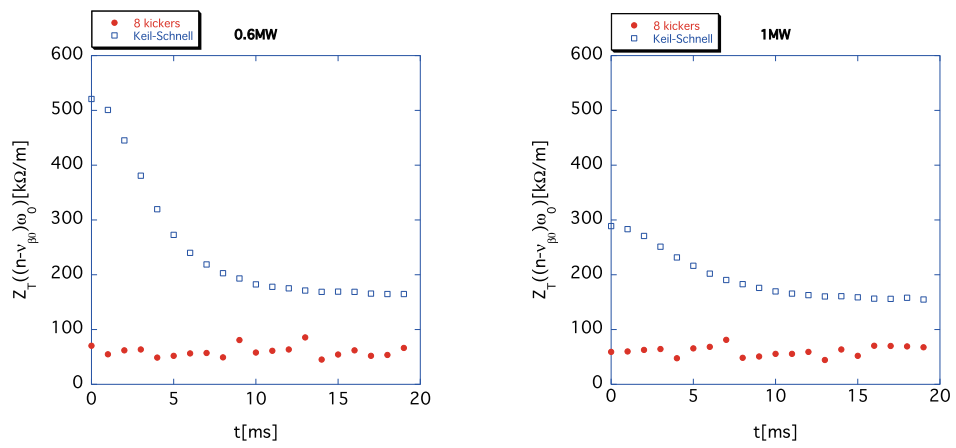 8 kickers
Keil-Schnell
0.6MW
600
500
400
300
200
100
0
0 5 10 15 20
t[ms]
Z_T((n-ν_β0)ω_0)[kΩ/m]
8 kickers
Keil-Schnell
1MW
600
500
400
300
200
100
0
0 5 10 15 20
t[ms]
Z_T((n-ν_β0)ω_0)[kΩ/m]